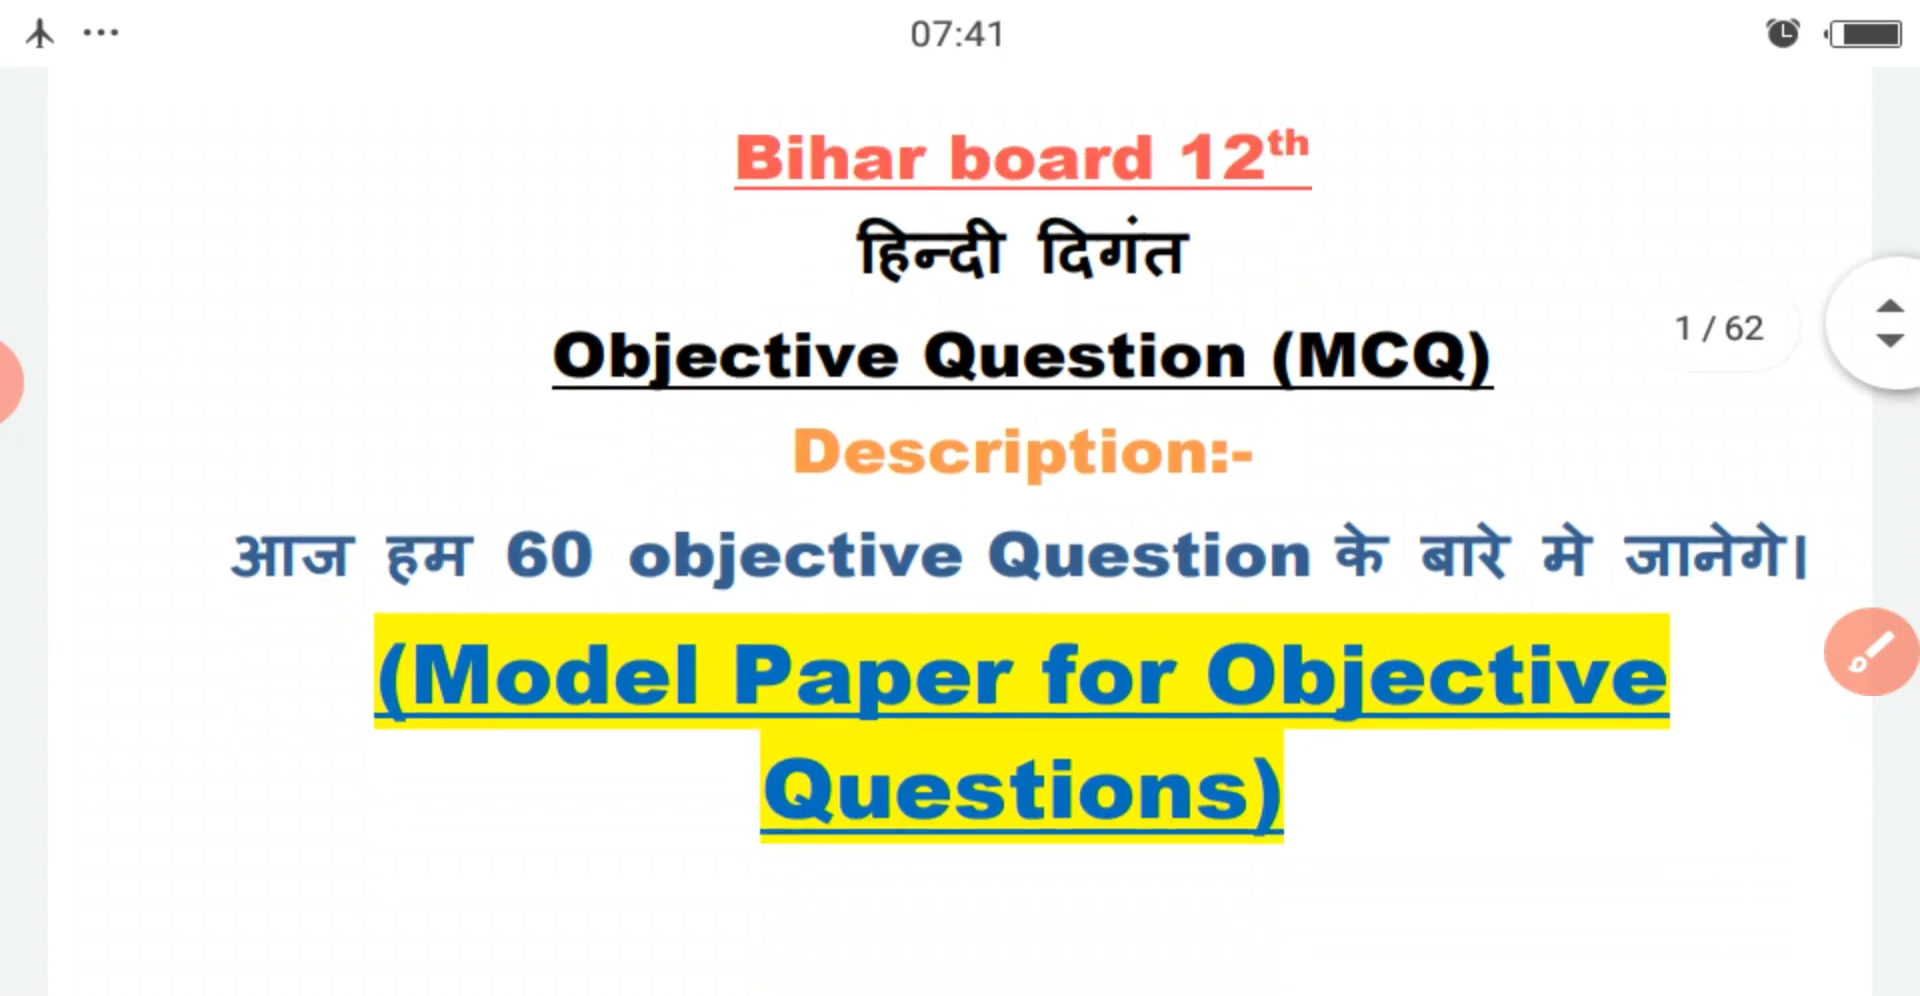 07:41
Bihar board 12th
हिन्दी दिगंत
Objective Question (MCQ)
1 / 62
Description:-
आज हम 60 objective Question के बारे मे जानेगे।
(Model Paper for Objective
Questions)